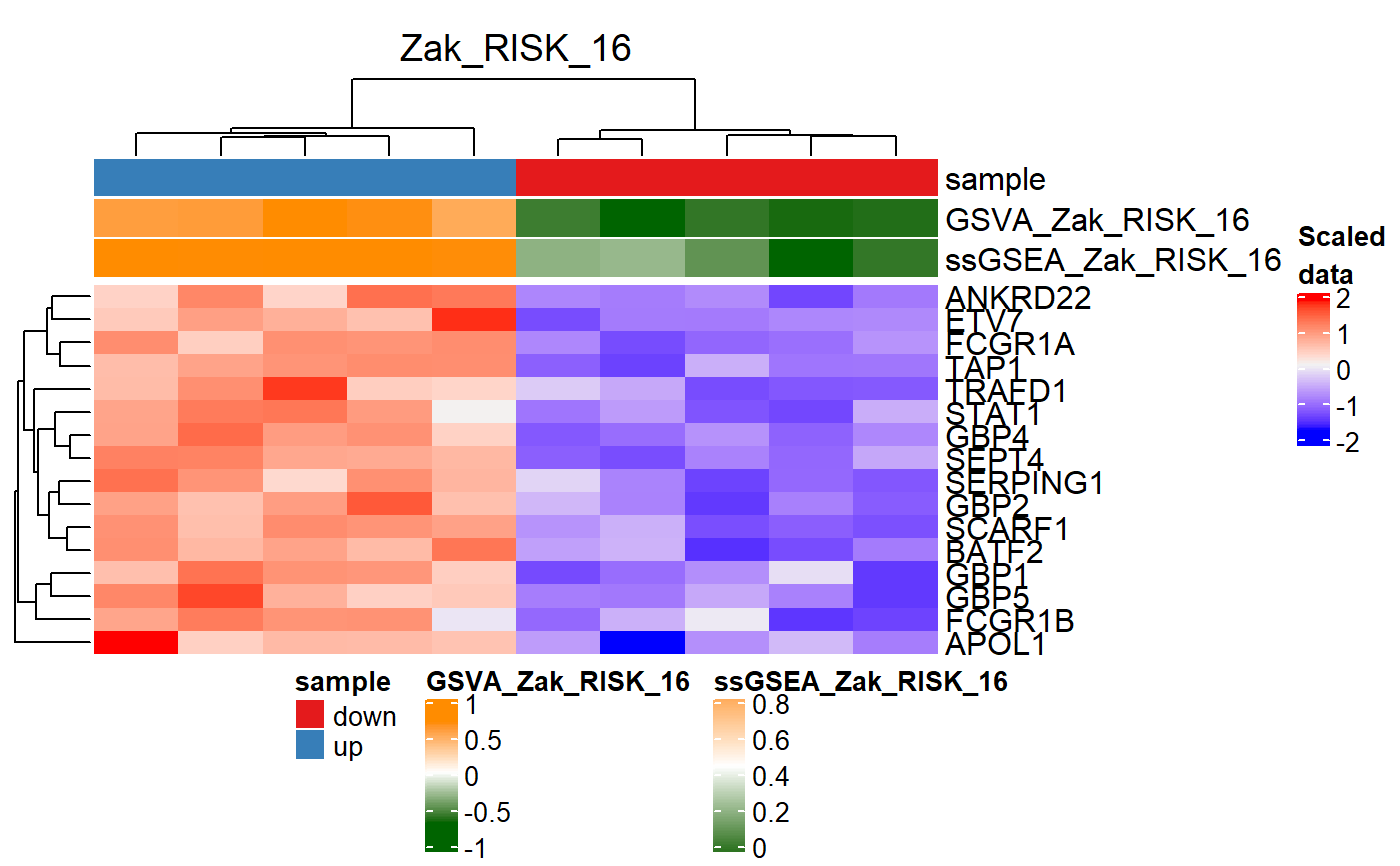 Zak_RISK_16
sample
GSVA_Zak_RISK_16
ssGSEA_Zak_RISK_16
ANKRD22
ETV7
FCGR1A
TAP1
TRAFD1
STAT1
GBP4
SEPT4
SERPING1
GBP2
SCARF1
BATF2
GBP1
GBP5
FCGR1B
APOL1
Scaled
data
2
1
0
-1
-2
sample
down
up
GSVA_Zak_RISK_16
1
0.5
0
-0.5
-1
ssGSEA_Zak_RISK_16
0.8
0.6
0.4
0.2
0